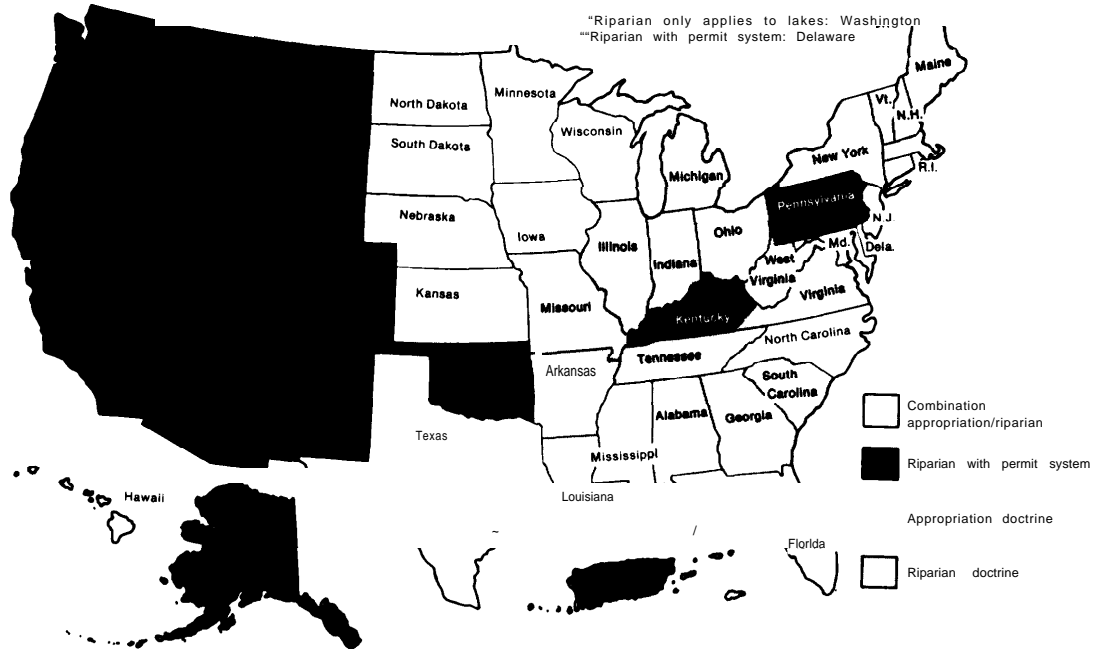 "Riparian only applies to lakes: Washington
""Riparian with permit system: Delaware
Maine
Vt.
N.H.
North Dakota
Minnesota
Wisconsin
South Dakota
New York
Michigan
R.I.
Pennsylvania
Nebraska
N.J.
Iowa
Illinois
Ohio
Md.
Dela.
Indiana
West
Virginia
Kansas
Virginia
Missouri
Kentucky
North Carolina
Tennessee
Arkansas
South
Carolina
Combination
appropriation/riparian
Alabama
Georgia
Texas
Mississippi
Riparian with permit system
Hawaii
Louisiana
Appropriation doctrine
Florlda
Riparian doctrine